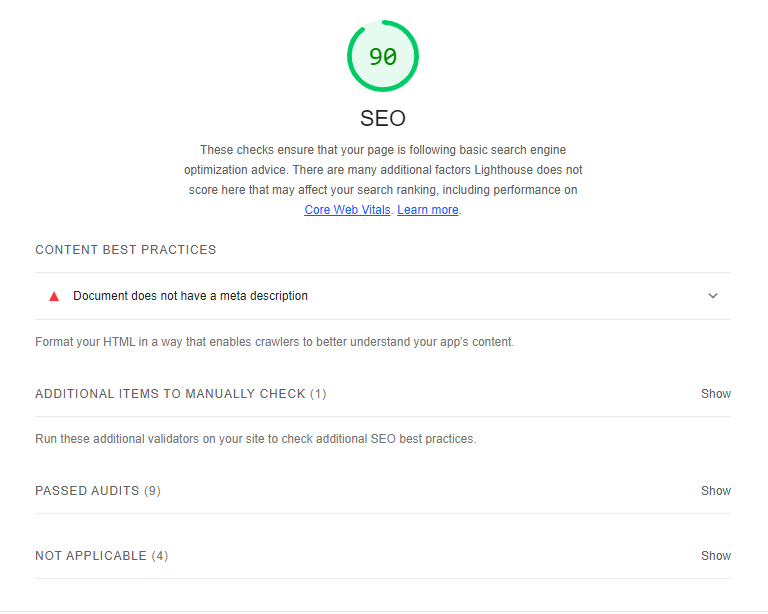 90
SEO
These checks ensure that your page is following basic search engine
optimization advice. There are many additional factors Lighthouse does not
score here that may affect your search ranking, including performance on
Core Web Vitals. Learn more.
CONTENT BEST PRACTICES
Document does not have a meta description
Format your HTML in a way that enables crawlers to better understand your app's content.
ADDITIONAL ITEMS TO MANUALLY CHECK (1) Show
Run these additional validators on your site to check additional SEO best practices.
PASSED AUDITS (9) Show
NOT APPLICABLE (4) Show